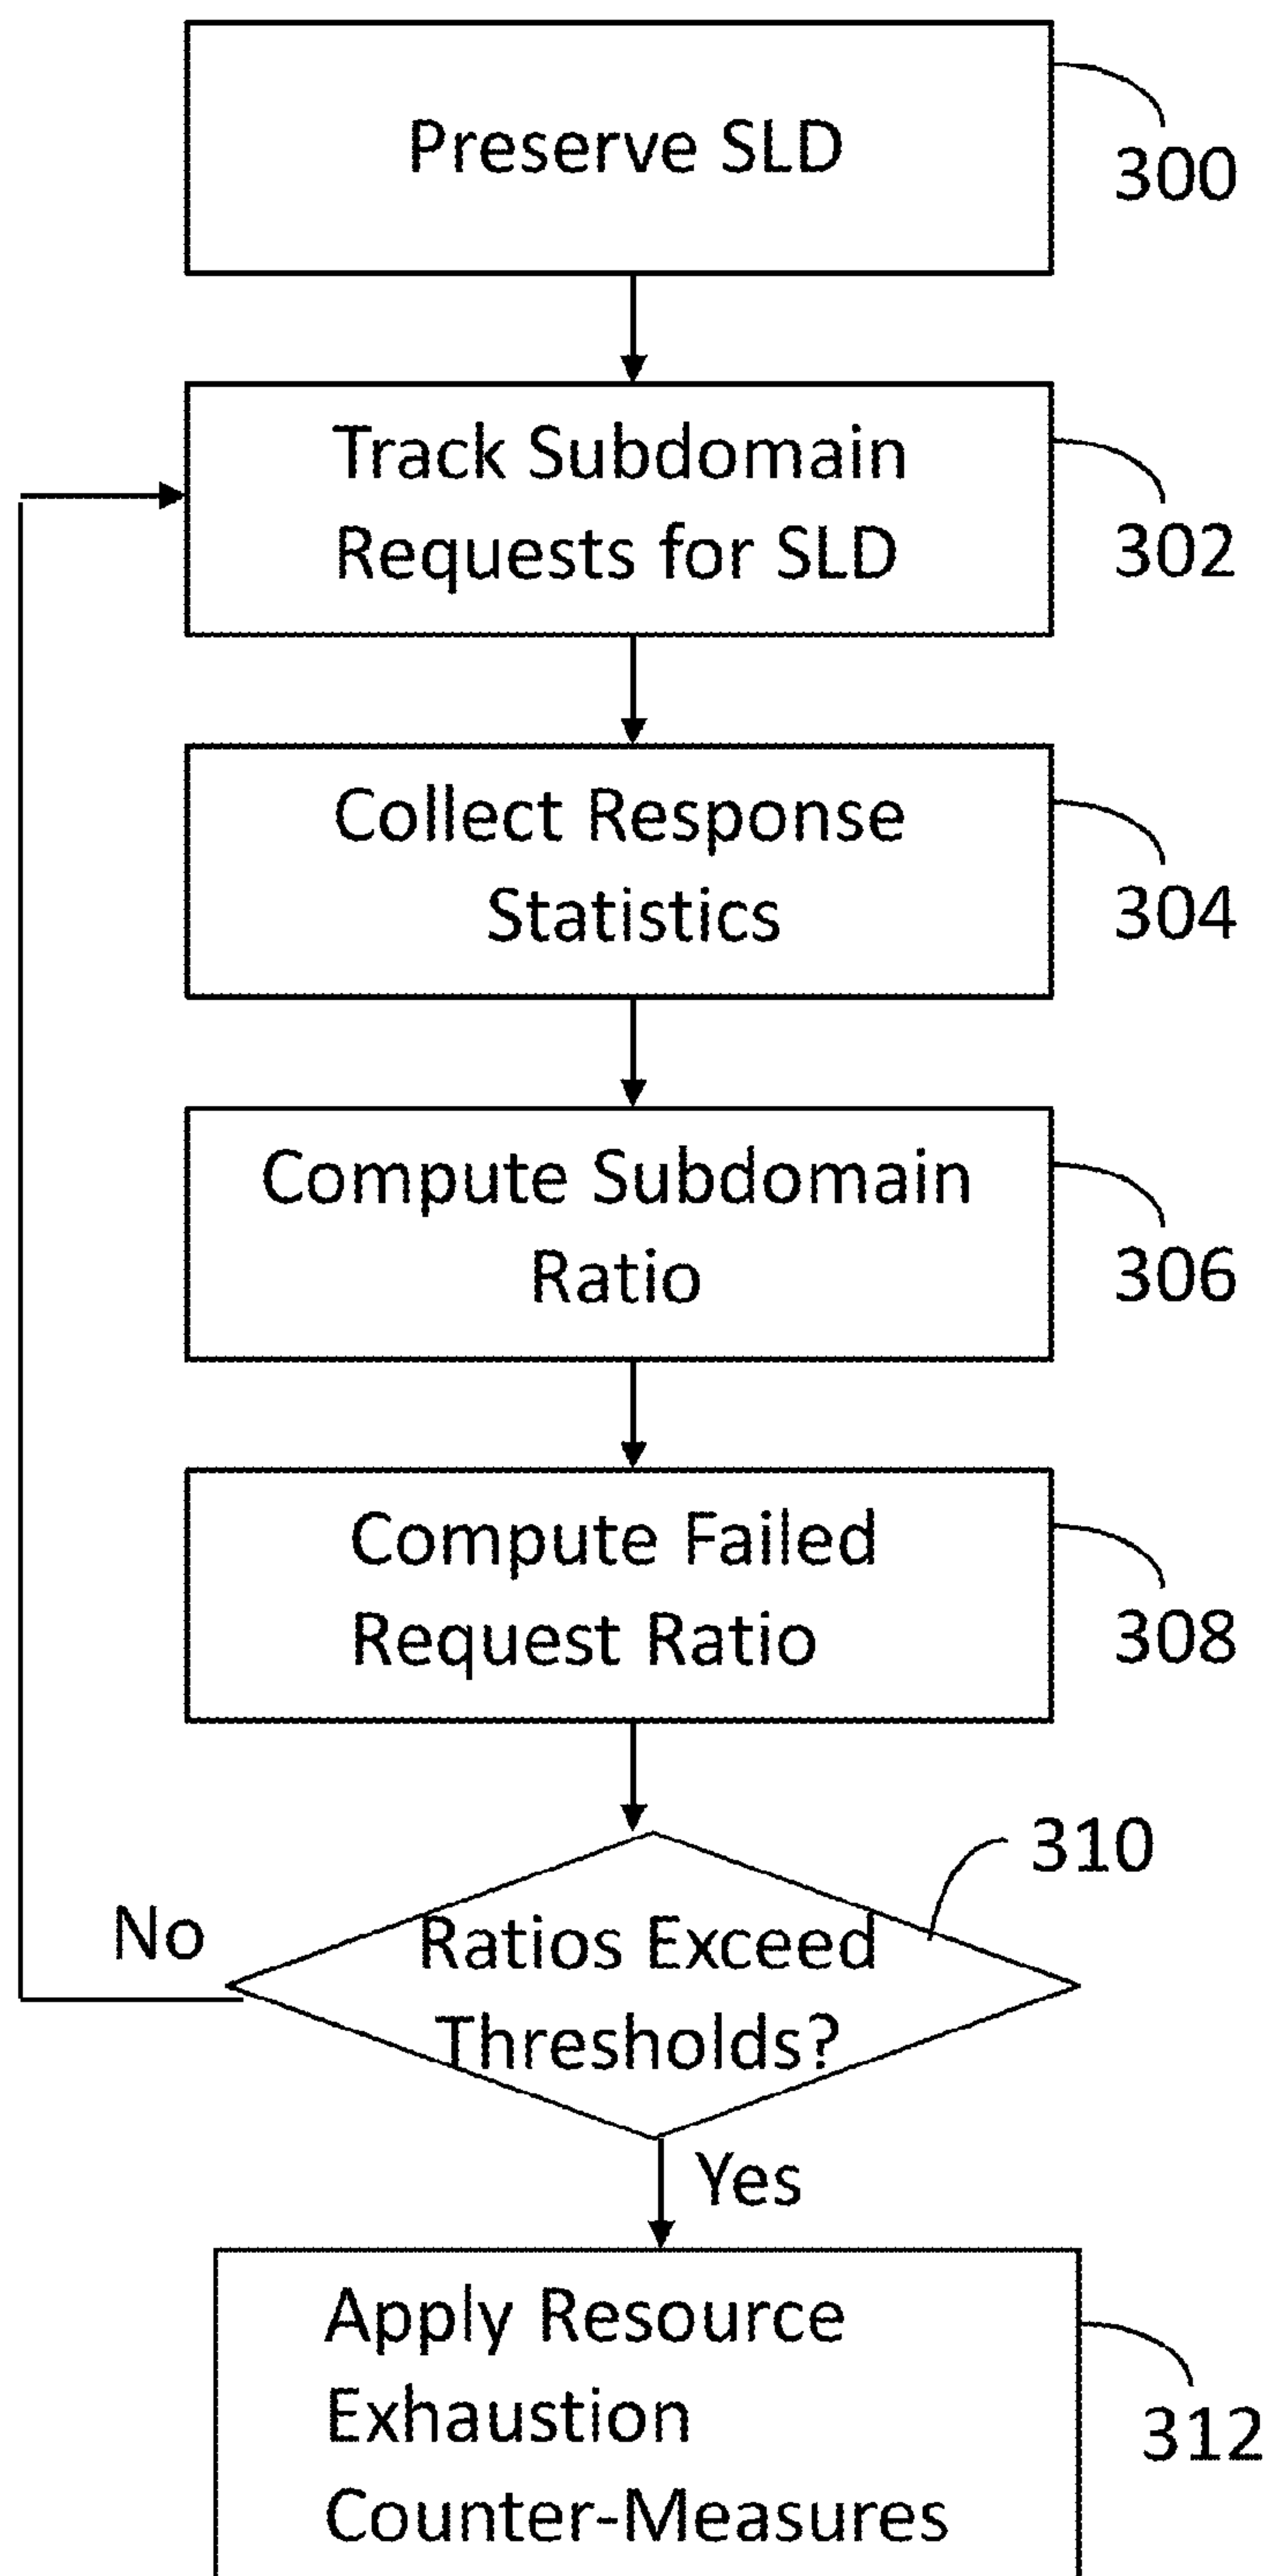 Preserve SLD
300
Track Subdomain
Requests for SLD
302
Collect Response
Statistics
304
Compute Subdomain
Ratio
306
Compute Failed
Request Ratio
308
310
Ratios Exceed
Thresholds?
No
Yes
Apply Resource
Exhaustion
Counter-Measures
312